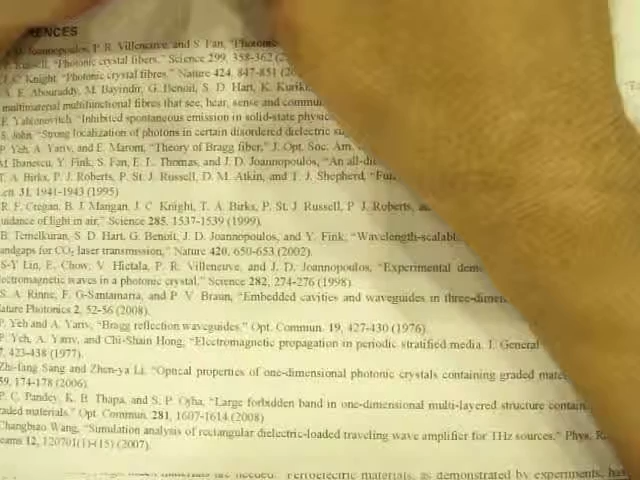 RENCES
Joannopoulos, P. R. Villeneuve, and S. Fan, "Photonic
Russell, "Photonic crystal fibers," Science 299, 358-362
J. C. Knight, "Photonic crystal fibres," Nature 424, 847-851
A. F. Abouraddy, M. Bayindir, G. Benoit, S. D. Hart, K. Kuriki,
multimaterial multifunctional fibres that see, hear, sense and commu
E. Yablonovitch, "Inhibited spontaneous emission in solid-state physic
S. John, "Strong localization of photons in certain disordered dielectric su
P. Yeh, A. Yariv, and E. Marom, "Theory of Bragg fiber," J. Opt. Soc. Am.
M. Ibanescu, Y. Fink, S. Fan, E. L. Thomas, and J. D. Joannopoulos, "An all-di
T. A. Birks, P. J. Roberts, P. St. J. Russell, D. M. Atkin, and T. J. Shepherd, "Ful
Lett. 31, 1941-1943 (1995)
R. F. Cregan, B. J. Mangan, J. C. Knight, T. A. Birks, P. St. J. Russell, P. J. Roberts, a
uidance of light in air," Science 285, 1537-1539 (1999).
B. Temelkuran, S. D. Hart, G. Benoit, J. D. Joannopoulos, and Y. Fink, "Wavelength-scalabl
andgaps for CO₂ laser transmission," Nature 420, 650-653 (2002).
S-Y Lin, E. Chow, V. Hietala, P. R. Villeneuve, and J. D. Joannopoulos, "Experimental dem
lectromagnetic waves in a photonic crystal," Science 282, 274-276 (1998).
S. A. Rinne, F. G-Santamaria, and P. V. Braun, "Embedded cavities and waveguides in three-dimen
ature Photonics 2, 52-56 (2008).
P. Yeh and A. Yariv, "Bragg reflection waveguides," Opt. Commun. 19, 427-430 (1976).
P. Yeh, A. Yariv, and Chi-Shain Hong, "Electromagnetic propagation in periodic stratified media. I. General
7, 423-438 (1977).
Zhi-fang Sang and Zhen-ya Li, "Optical properties of one-dimensional photonic crystals containing graded mate
59, 174-178 (2006).
P. C. Pandey, K. B. Thapa, and S. P. Ojha, "Large forbidden band in one-dimensional multi-layered structure contain
raded materials," Opt. Commun. 281, 1607-1614 (2008)
Changbiao Wang, "Simulation analysis of rectangular dielectric-loaded traveling wave amplifier for THz sources," Phys. R
eams 12, 120701(1)-(15) (2007).
materials are needed. Ferroelectric materials, as demonstrated by experiments, has